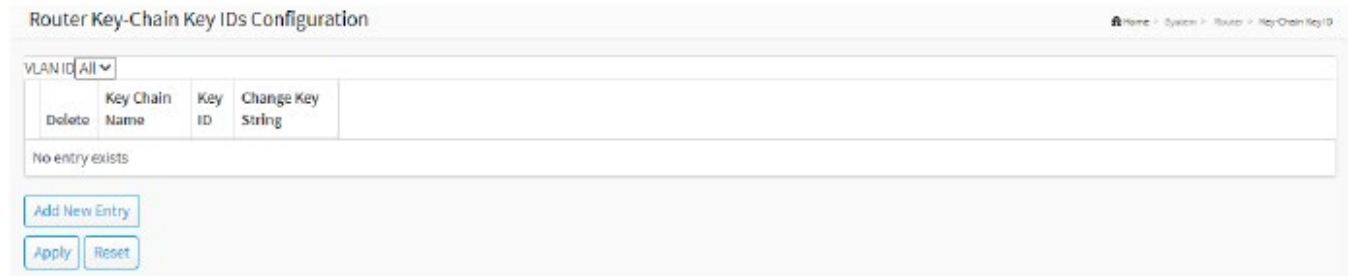 Router Key-Chain Key IDs Configuration
Home > System > Router > Key-Chain Key ID
VLAN ID All
Delete Key Chain Name Key ID Change Key String
No entry exists
Add New Entry
Apply Reset